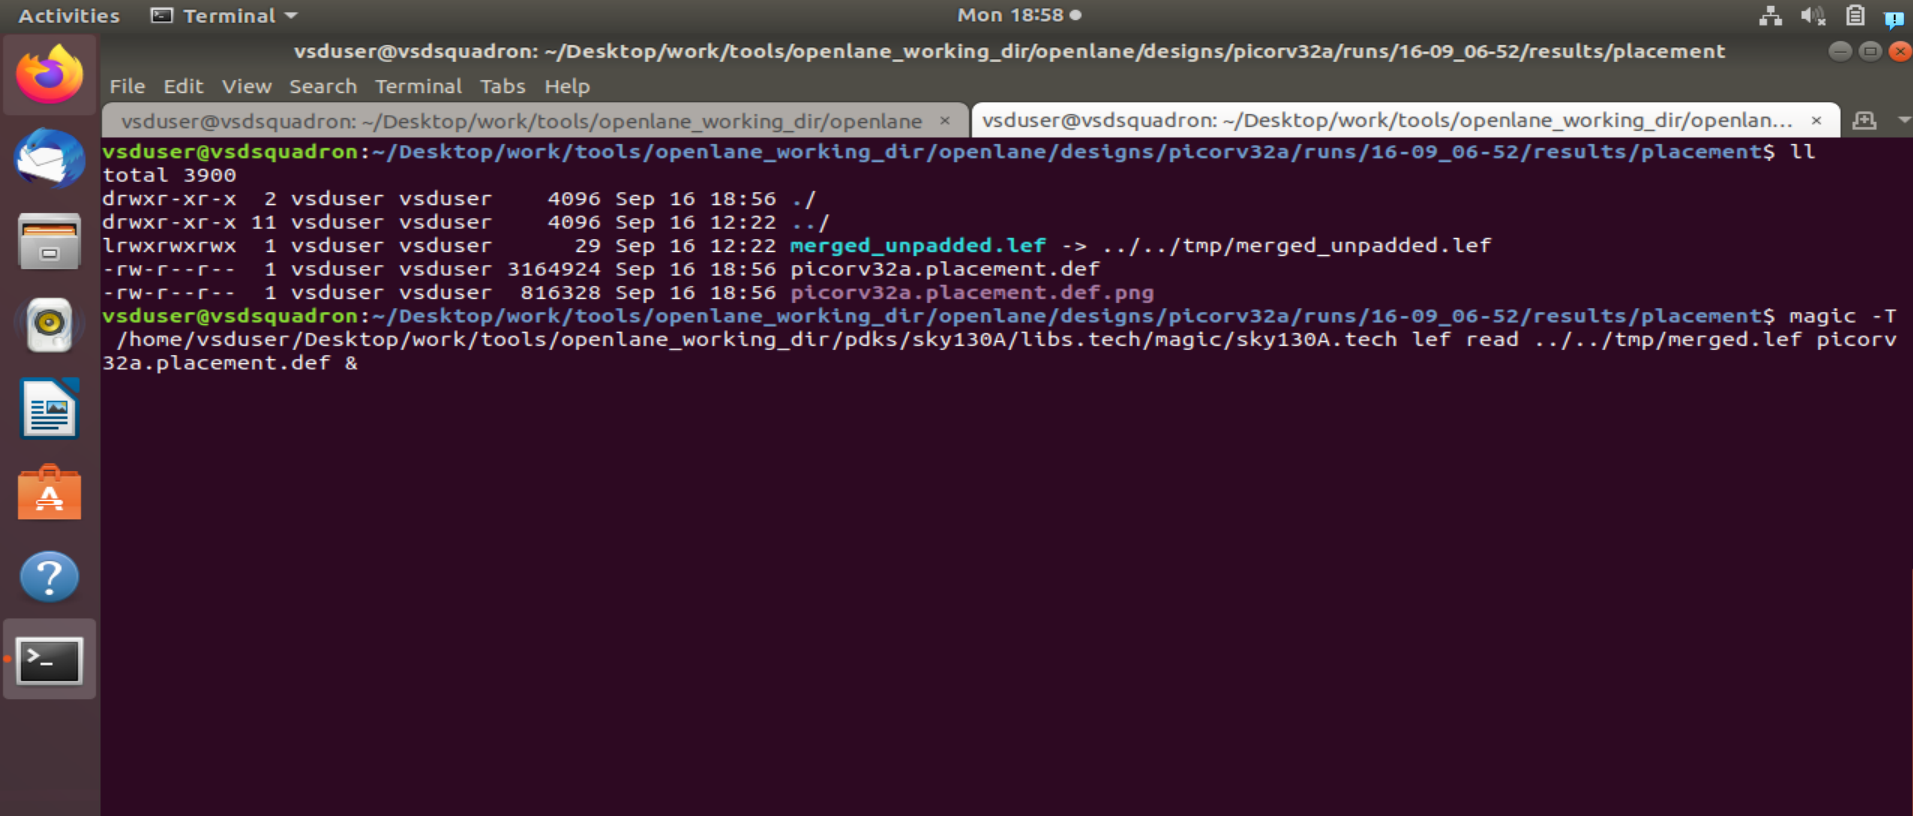 Activities Terminal Mon 18:58
vsduser@vsdsquadron: ~/Desktop/work/tools/openlane_working_dir/openlane/designs/picorv32a/runs/16-09_06-52/results/placement
File Edit View Search Terminal Tabs Help
vsduser@vsdsquadron: ~/Desktop/work/tools/openlane_working_dir/openlane × vsduser@vsdsquadron: ~/Desktop/work/tools/openlane_working_dir/openlan... ×
vsduser@vsdsquadron:~/Desktop/work/tools/openlane_working_dir/openlane/designs/picorv32a/runs/16-09_06-52/results/placement$ ll
total 3900
drwxr-xr-x  2 vsduser vsduser    4096 Sep 16 18:56 ./
drwxr-xr-x 11 vsduser vsduser    4096 Sep 16 12:22 ../
lrwxrwxrwx  1 vsduser vsduser      29 Sep 16 12:22 merged_unpadded.lef -> ../../tmp/merged_unpadded.lef
-rw-r--r--  1 vsduser vsduser 3164924 Sep 16 18:56 picorv32a.placement.def
-rw-r--r--  1 vsduser vsduser  816328 Sep 16 18:56 picorv32a.placement.def.png
vsduser@vsdsquadron:~/Desktop/work/tools/openlane_working_dir/openlane/designs/picorv32a/runs/16-09_06-52/results/placement$ magic -T
 /home/vsduser/Desktop/work/tools/openlane_working_dir/pdks/sky130A/libs.tech/magic/sky130A.tech lef read ../../tmp/merged.lef picorv
32a.placement.def &